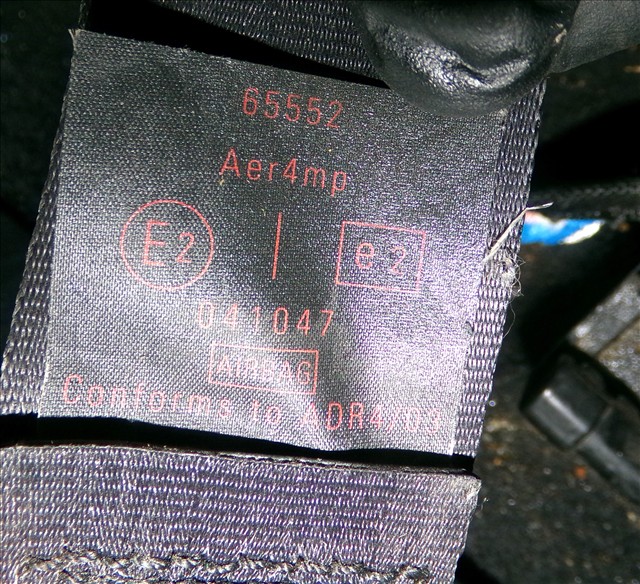 65552
Aer4mp
E2 | e2
041047
AIRBAG
Conforms to ADR4/03